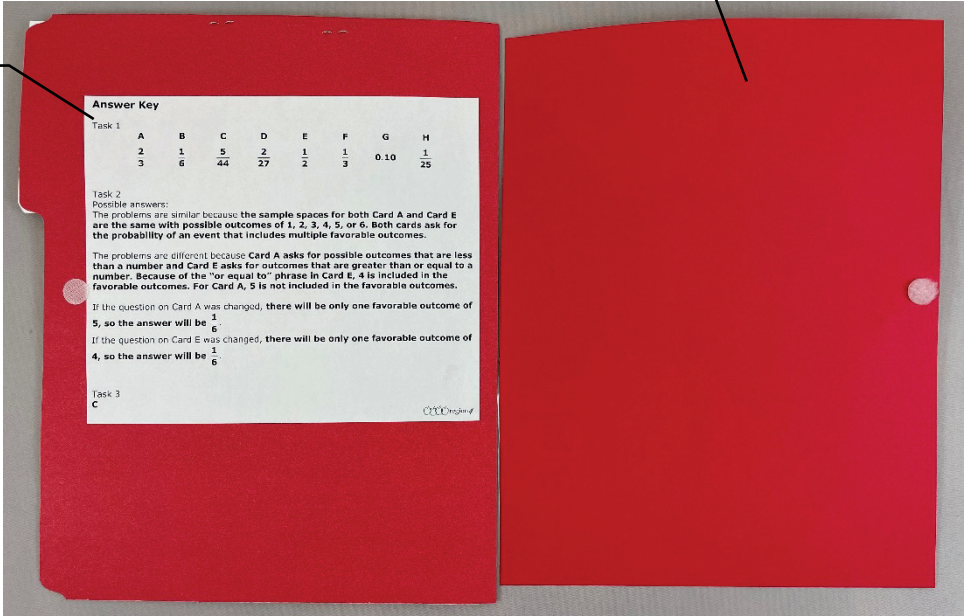 Answer Key
Task 1
A B C D E F G H
2/3 1/6 5/44 2/27 1/2 1/3 0.10 1/25
Task 2
Possible answers:
The problems are similar because the sample spaces for both Card A and Card E
are the same with possible outcomes of 1, 2, 3, 4, 5, or 6. Both cards ask for
the probability of an event that includes multiple favorable outcomes.
The problems are different because Card A asks for possible outcomes that are less
than a number and Card E asks for outcomes that are greater than or equal to a
number. Because of the “or equal to” phrase in Card E, 4 is included in the
favorable outcomes. For Card A, 5 is not included in the favorable outcomes.
If the question on Card A was changed, there will be only one favorable outcome of
5, so the answer will be 1/6.
If the question on Card E was changed, there will be only one favorable outcome of
4, so the answer will be 1/6.
Task 3
C
region4